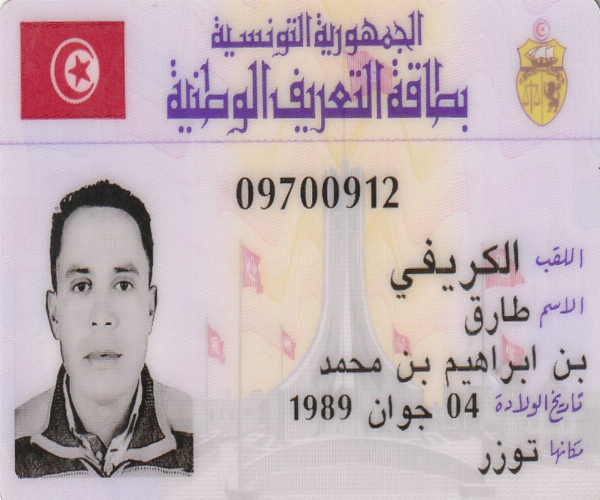 الجمهورية التونسية
بطاقة التعريف الوطنية
09700912
اللقب الكريفي
الاسم طارق
بن ابراهيم بن محمد
تاريخ الولادة 04 جوان 1989
مكانها توزر